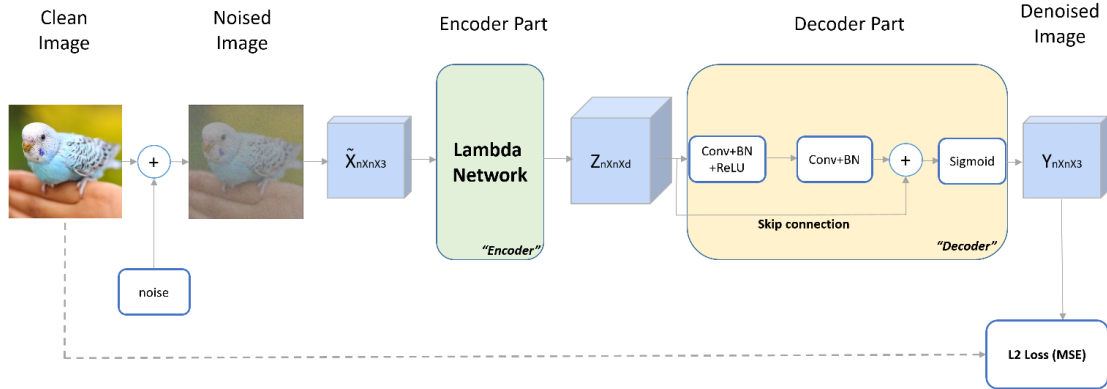 Clean
Image
Noised
Image
Encoder Part
Decoder Part
Denoised
Image
+
noise
X̃nXnX3
Lambda
Network
"Encoder"
ZnXnXd
Conv+BN
+ReLU
Conv+BN
+
Sigmoid
Skip connection
"Decoder"
YnXnX3
L2 Loss (MSE)